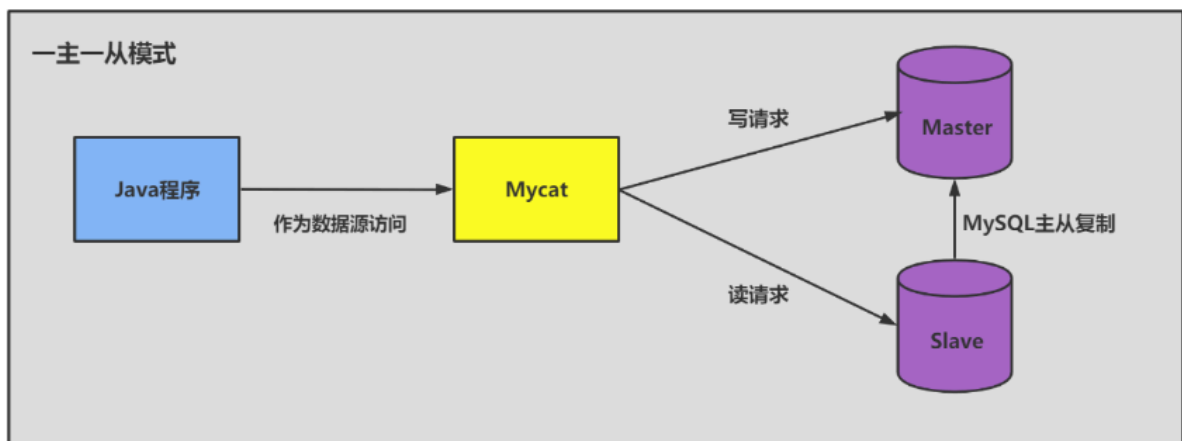 一主一从模式
Java程序
作为数据源访问
Mycat
写请求
读请求
Master
MySQL主从复制
Slave